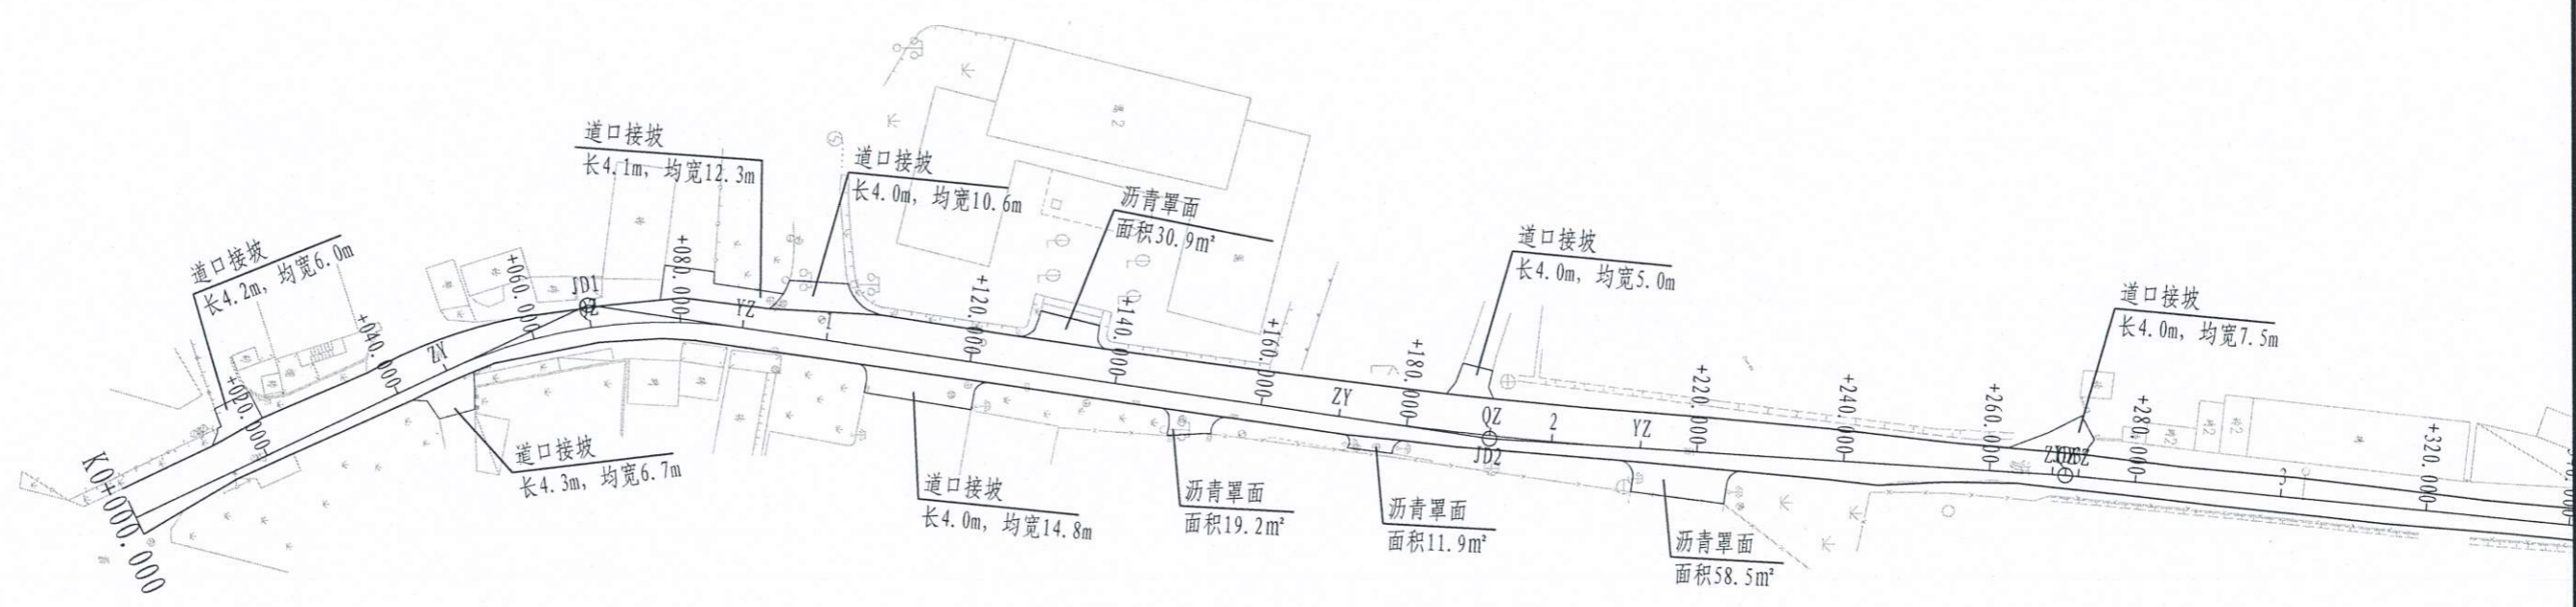 道口接坡
长4.2m, 均宽6.0m
道口接坡
长4.1m, 均宽12.3m
道口接坡
长4.0m, 均宽10.6m
沥青罩面
面积30.9m²
道口接坡
长4.0m, 均宽5.0m
道口接坡
长4.0m, 均宽7.5m
K0+000.000
+020.000
+040.000
ZY
+060.000
JD1
QZ
+080.000
YZ
1
+120.000
+140.000
+160.000
ZY
+180.000
QZ
JD2
2
YZ
+220.000
+240.000
+260.000
+280.000
3
+320.000
道口接坡
长4.3m, 均宽6.7m
道口接坡
长4.0m, 均宽14.8m
沥青罩面
面积19.2m²
沥青罩面
面积11.9m²
沥青罩面
面积58.5m²